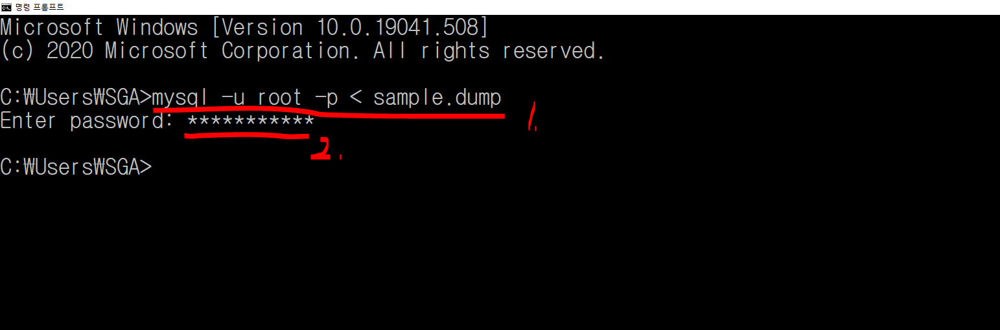 명령 프롬프트
Microsoft Windows [Version 10.0.19041.508]
(c) 2020 Microsoft Corporation. All rights reserved.
C:₩Users₩SGA>mysql -u root -p < sample.dump
1.
Enter password: ***********
2.
C:₩Users₩SGA>